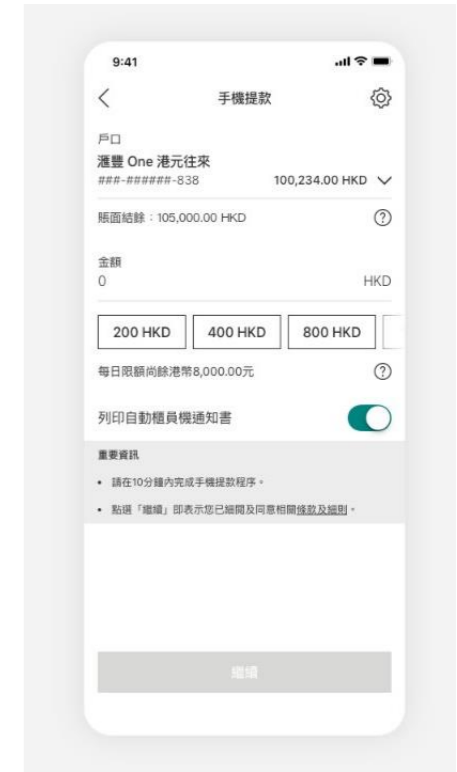 9:41
手機提款
戶口
滙豐 One 港元往來
###-######-838 100,234.00 HKD
賬面結餘：105,000.00 HKD
金額
0 HKD
200 HKD 400 HKD 800 HKD
每日限額尚餘港幣8,000.00元
列印自動櫃員機通知書
重要資訊
• 請在10分鐘內完成手機提款程序。
• 點選「繼續」即表示您已細閱及同意相關條款及細則。
繼續